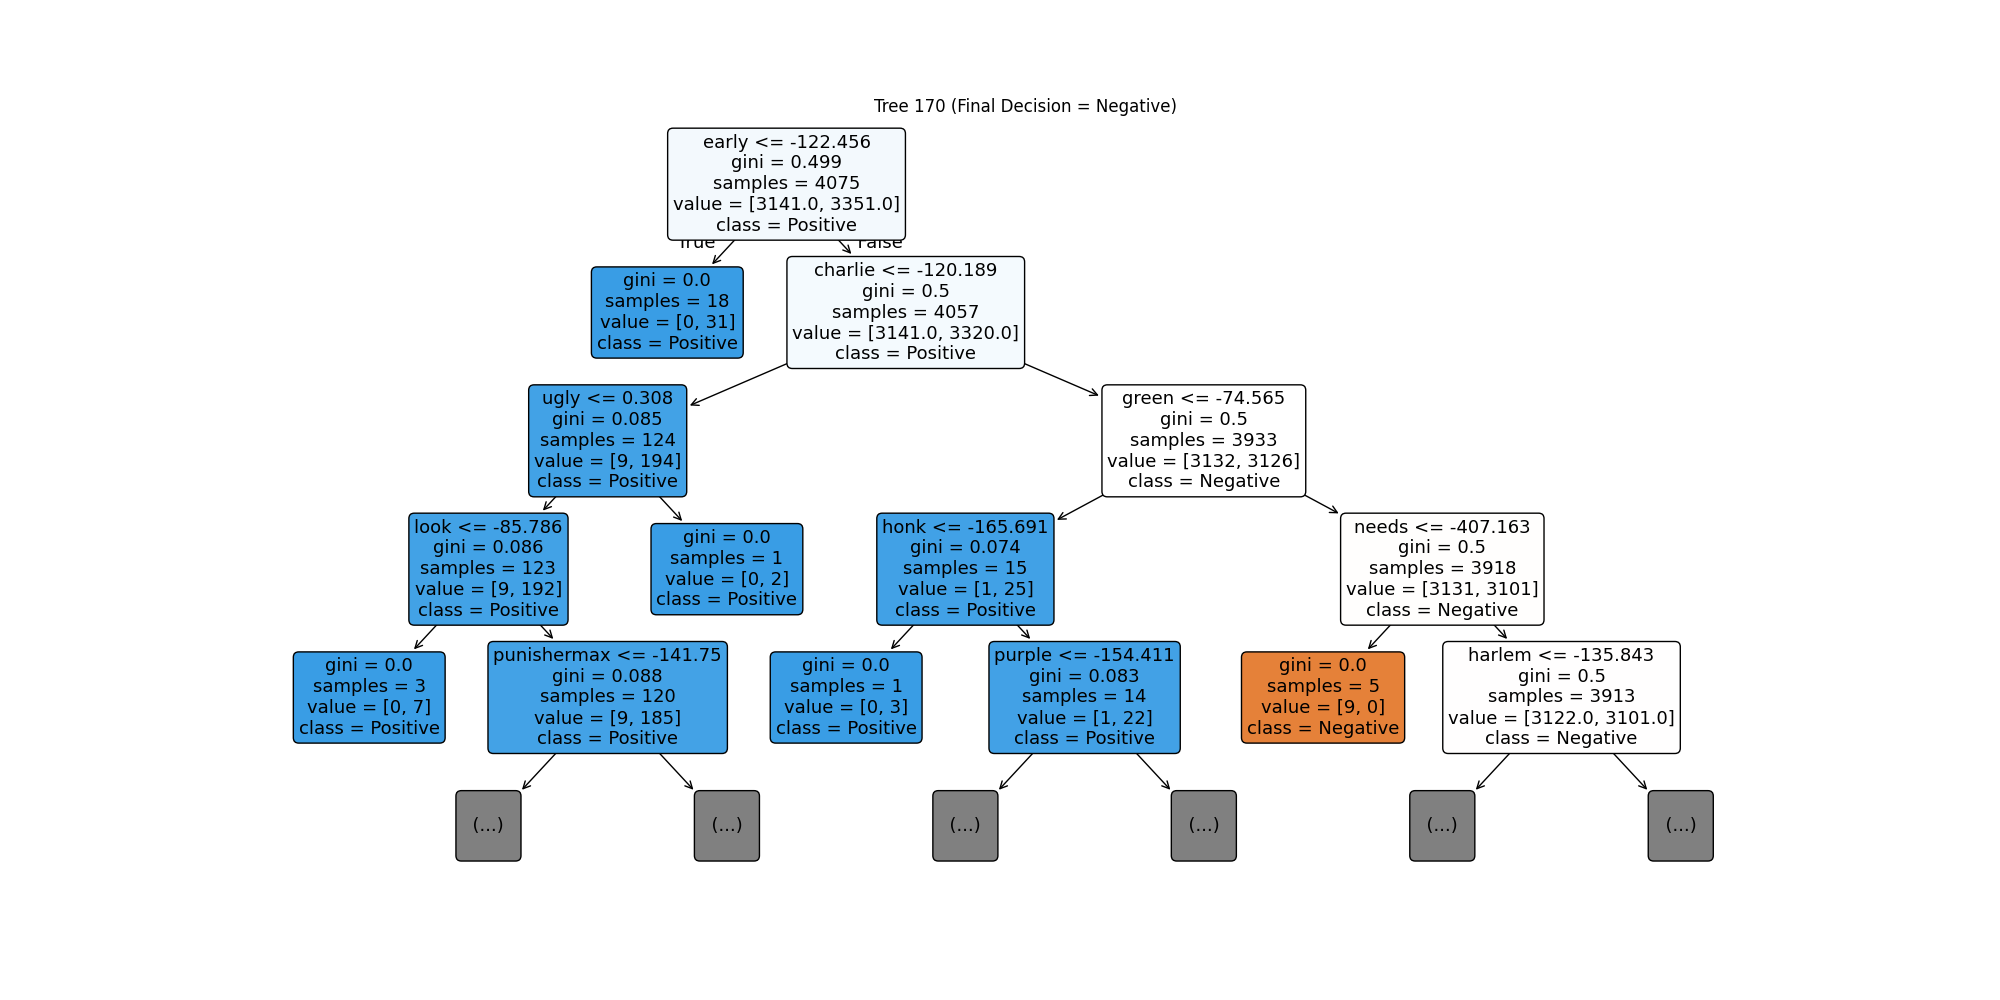 Tree 170 (Final Decision = Negative)
early <= -122.456
gini = 0.499
samples = 4075
value = [3141.0, 3351.0]
class = Positive
True
False
gini = 0.0
samples = 18
value = [0, 31]
class = Positive
charlie <= -120.189
gini = 0.5
samples = 4057
value = [3141.0, 3320.0]
class = Positive
ugly <= 0.308
gini = 0.085
samples = 124
value = [9, 194]
class = Positive
green <= -74.565
gini = 0.5
samples = 3933
value = [3132, 3126]
class = Negative
look <= -85.786
gini = 0.086
samples = 123
value = [9, 192]
class = Positive
gini = 0.0
samples = 1
value = [0, 2]
class = Positive
honk <= -165.691
gini = 0.074
samples = 15
value = [1, 25]
class = Positive
needs <= -407.163
gini = 0.5
samples = 3918
value = [3131, 3101]
class = Negative
gini = 0.0
samples = 3
value = [0, 7]
class = Positive
punishermax <= -141.75
gini = 0.088
samples = 120
value = [9, 185]
class = Positive
gini = 0.0
samples = 1
value = [0, 3]
class = Positive
purple <= -154.411
gini = 0.083
samples = 14
value = [1, 22]
class = Positive
gini = 0.0
samples = 5
value = [9, 0]
class = Negative
harlem <= -135.843
gini = 0.5
samples = 3913
value = [3122.0, 3101.0]
class = Negative
(...)
(...)
(...)
(...)
(...)
(...)